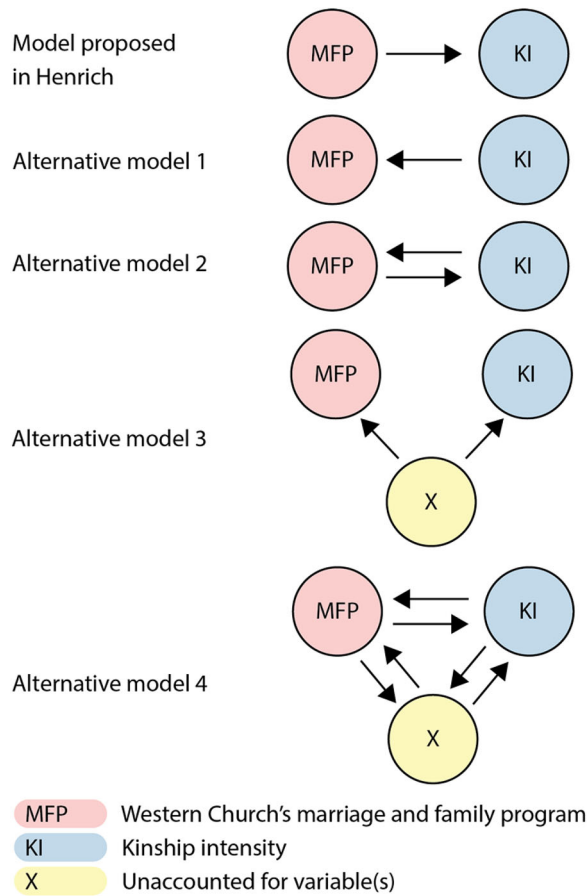 Model proposed
in Henrich
MFP
KI
Alternative model 1
MFP
KI
Alternative model 2
MFP
KI
Alternative model 3
MFP
KI
X
Alternative model 4
MFP
KI
X
MFP Western Church's marriage and family program
KI Kinship intensity
X Unaccounted for variable(s)